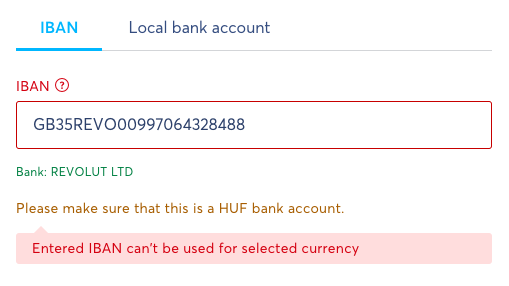 IBAN Local bank account
IBAN ?
GB35REVO00997064328488
Bank: REVOLUT LTD
Please make sure that this is a HUF bank account.
Entered IBAN can't be used for selected currency